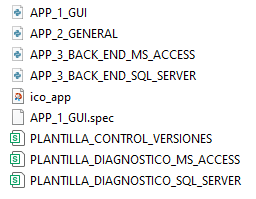 APP_1_GUI
APP_2_GENERAL
APP_3_BACK_END_MS_ACCESS
APP_3_BACK_END_SQL_SERVER
ico_app
APP_1_GUI.spec
PLANTILLA_CONTROL_VERSIONES
PLANTILLA_DIAGNOSTICO_MS_ACCESS
PLANTILLA_DIAGNOSTICO_SQL_SERVER